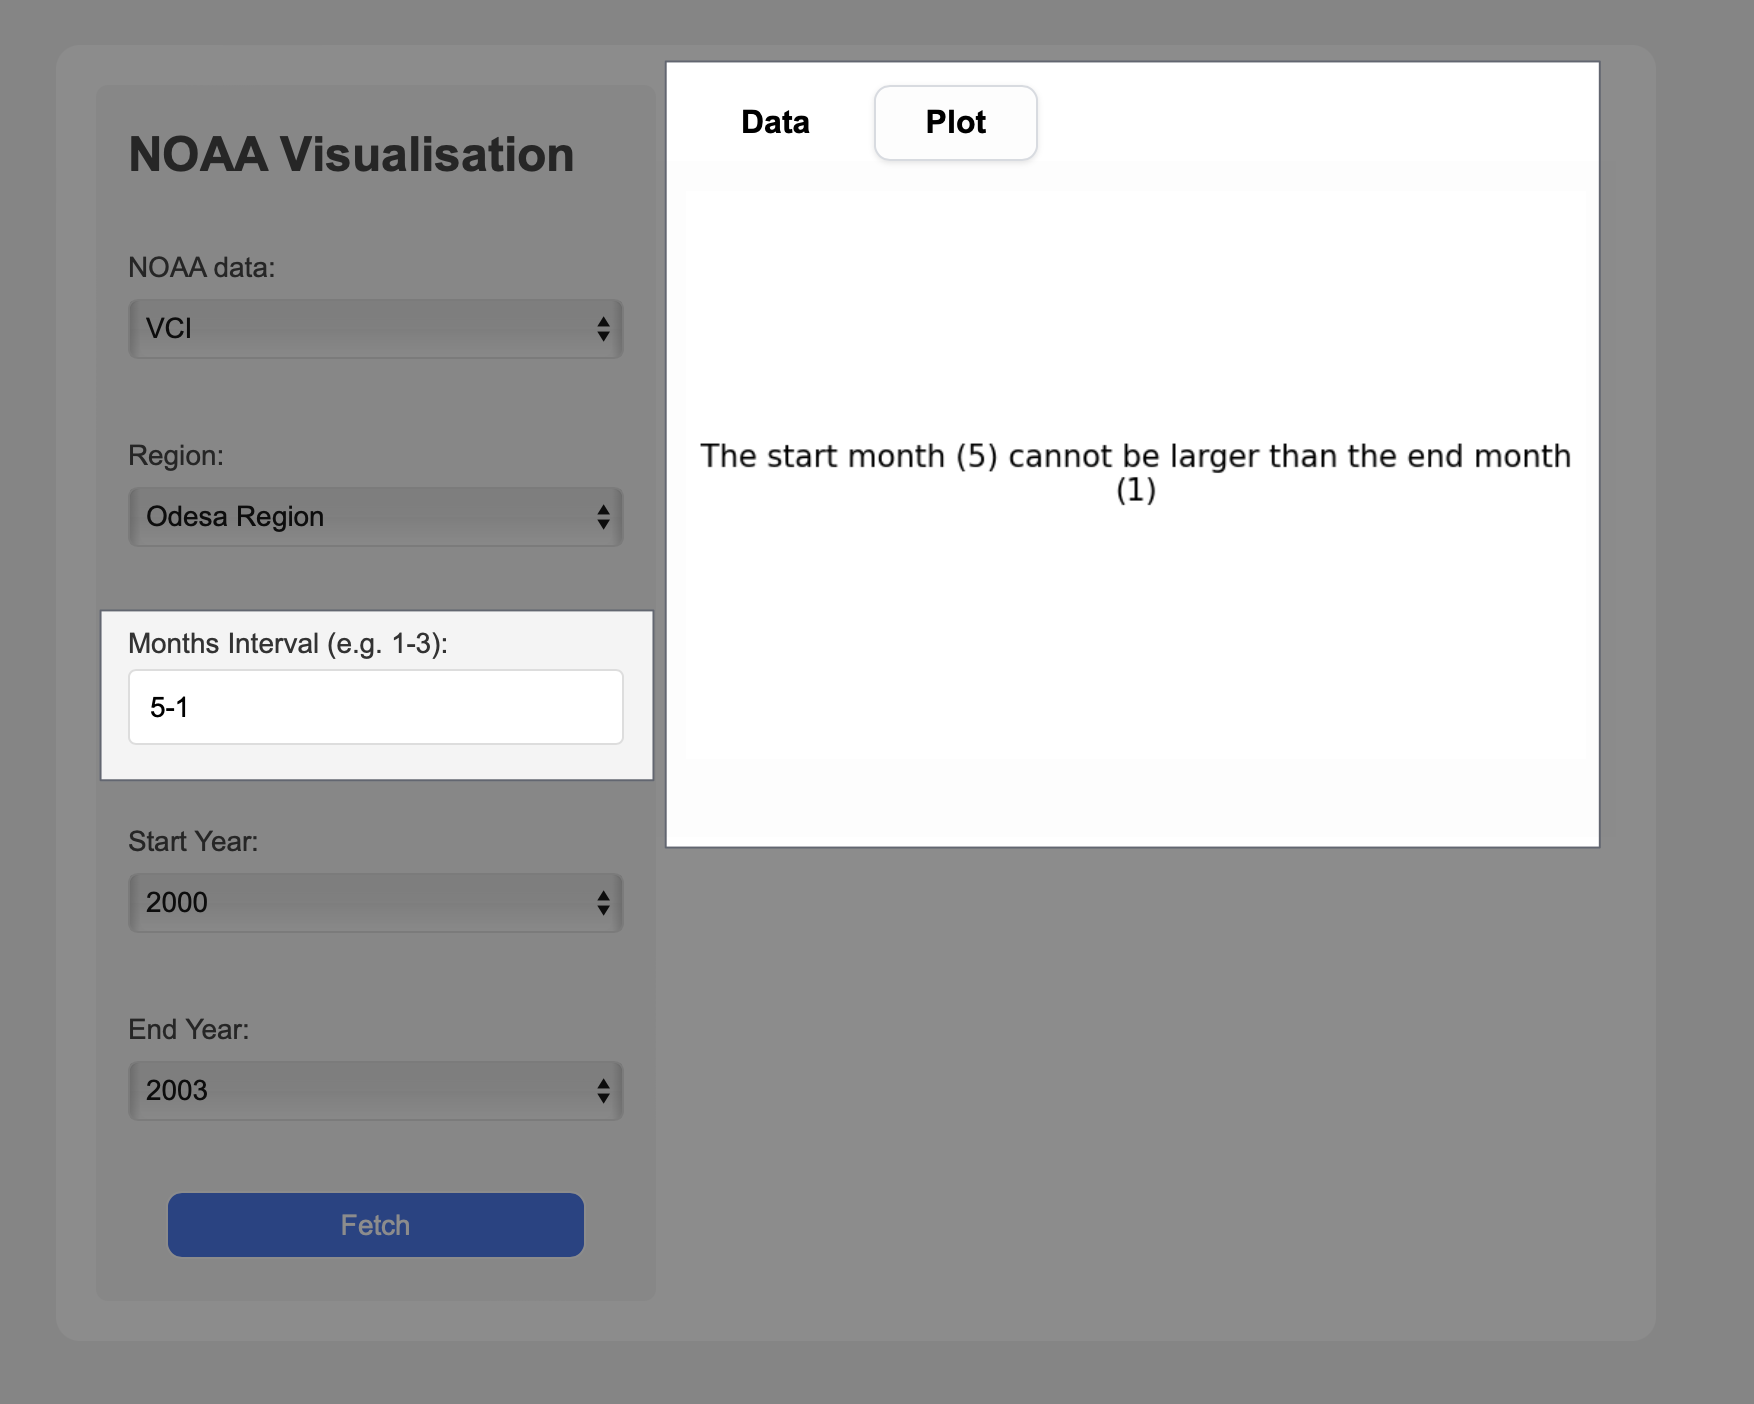 NOAA Visualisation
NOAA data:
VCI
Region:
Odesa Region
Months Interval (e.g. 1-3):
5-1
Start Year:
2000
End Year:
2003
Fetch
Data
Plot
The start month (5) cannot be larger than the end month
(1)